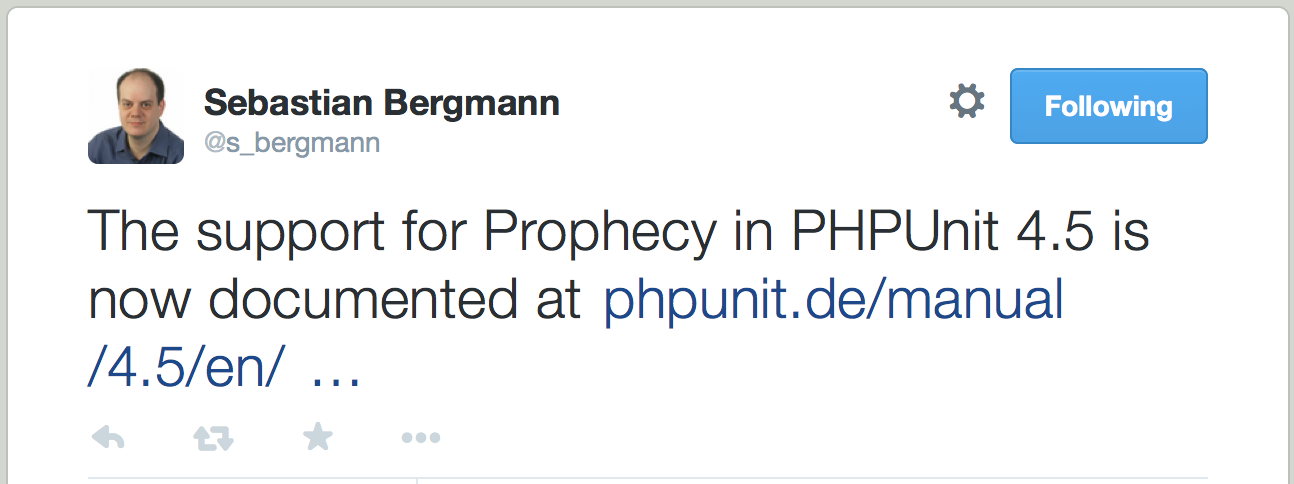 Sebastian Bergmann
@s_bergmann
Following
The support for Prophecy in PHPUnit 4.5 is
now documented at phpunit.de/manual
/4.5/en/ ...